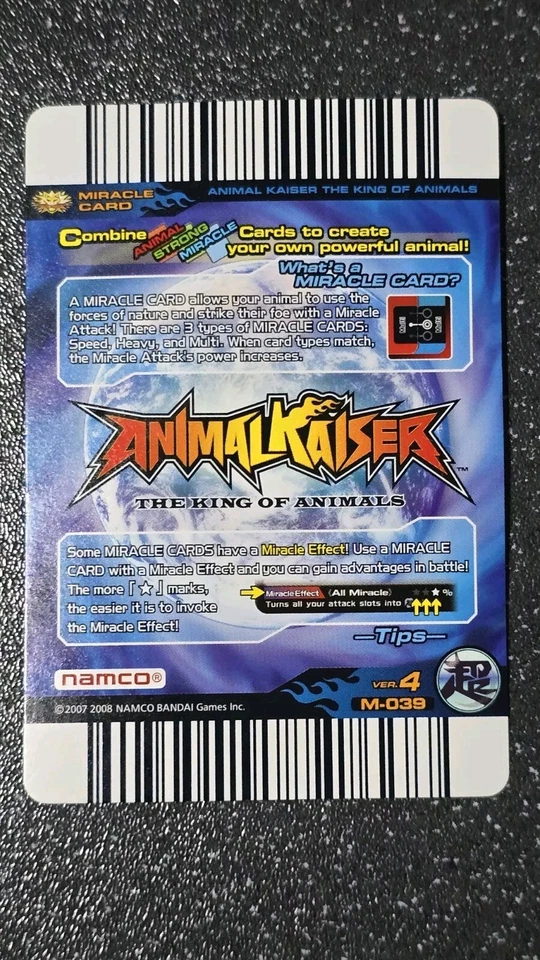 MIRACLE
CARD
ANIMAL KAISER THE KING OF ANIMALS
Combine ANIMAL STRONG MIRACLE Cards to create
your own powerful animal!
What's a
MIRACLE CARD?
A MIRACLE CARD allows your animal to use the
forces of nature and strike their foe with a Miracle
Attack! There are 3 types of MIRACLE CARDS:
Speed, Heavy, and Multi. When card types match,
the Miracle Attack's power increases.
ANIMAL KAISER
™
THE KING OF ANIMALS
Some MIRACLE CARDS have a Miracle Effect! Use a MIRACLE
CARD with a Miracle Effect and you can gain advantages in battle!
The more「★」marks,
the easier it is to invoke
the Miracle Effect!
Miracle Effect (All Miracle) ★★★%
Turns all your attack slots into
—Tips—
namco®
©2007 2008 NAMCO BANDAI Games Inc.
VER.4
M-039
超